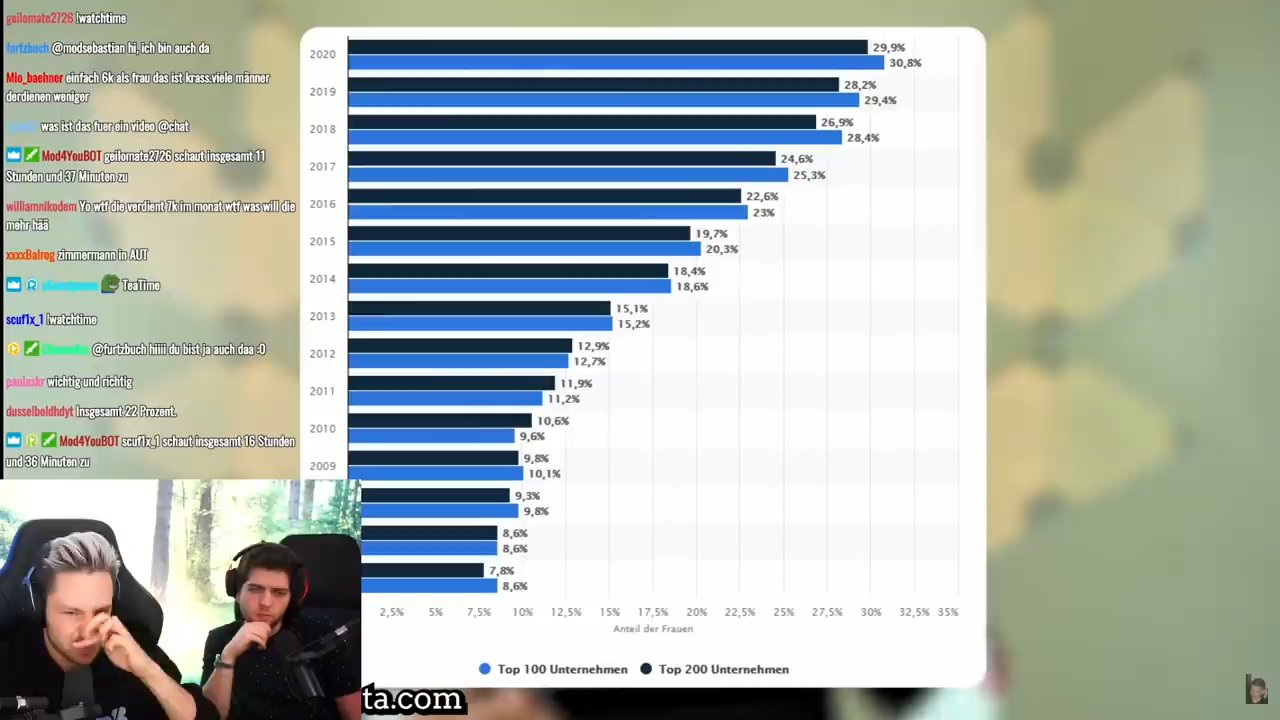 geilomate2726 !watchtime
furtzbuch @modsebastian hi, ich bin auch da
Mio_baehner einfach 6k als frau das ist krass.viele männer
derdienen weniger
was ist das fuer ein video @chat
Mod4YouBOT geilomate2726 schaut insgesamt 11
Stunden und 37 Minuten zu
williamnikodem Yo wtf die verdient 7k im monat wtf was will die
mehr hää
xxxxBalrog zimmermann in AUT
TeaTime
scuf1x_1 !watchtime
@furtzbuch hiiii du bist ja auch daa :O
wichtig und richtig
dusselboldhdyt Insgesamt 22 Prozent.
Mod4YouBOT scuf1x_1 schaut insgesamt 16 Stunden
und 36 Minuten zu
2020 29,9%
30,8%
2019 28,2%
29,4%
2018 26,9%
28,4%
2017 24,6%
25,3%
2016 22,6%
23%
2015 19,7%
20,3%
2014 18,4%
18,6%
2013 15,1%
15,2%
2012 12,9%
12,7%
2011 11,9%
11,2%
2010 10,6%
9,6%
2009 9,8%
10,1%
9,3%
9,8%
8,6%
8,6%
7,8%
8,6%
2,5% 5% 7,5% 10% 12,5% 15% 17,5% 20% 22,5% 25% 27,5% 30% 32,5% 35%
Anteil der Frauen
Top 100 Unternehmen Top 200 Unternehmen
ta.com